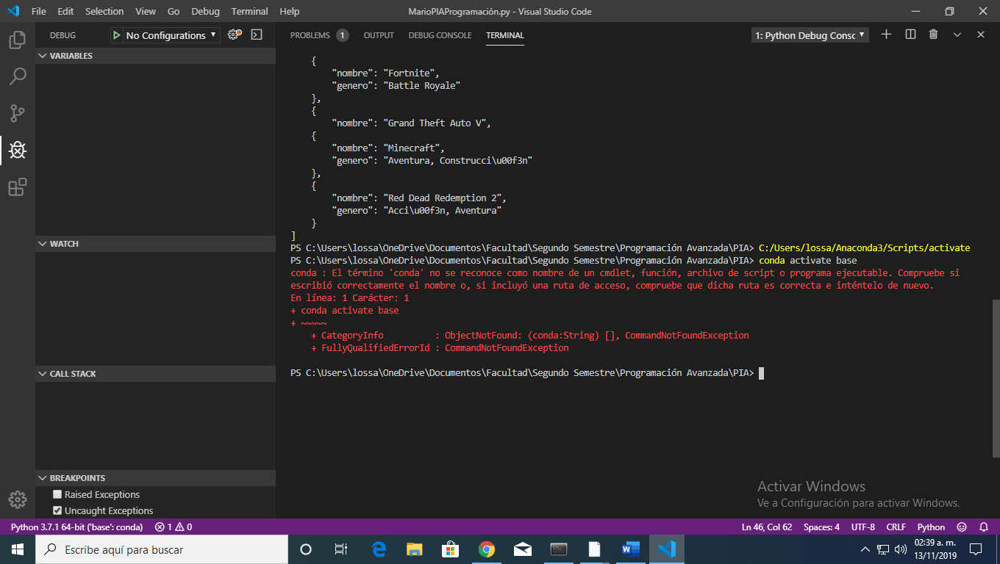 File Edit Selection View Go Debug Terminal Help MarioPIAProgramación.py - Visual Studio Code
DEBUG No Configurations
VARIABLES
WATCH
CALL STACK
BREAKPOINTS
Raised Exceptions
Uncaught Exceptions
PROBLEMS 1 OUTPUT DEBUG CONSOLE TERMINAL 1: Python Debug Consc
{
"nombre": "Fortnite",
"genero": "Battle Royale"
},
{
"nombre": "Grand Theft Auto V",
{
"nombre": "Minecraft",
"genero": "Aventura, Construcci\u00f3n"
},
{
"nombre": "Red Dead Redemption 2",
"genero": "Acci\u00f3n, Aventura"
}
]
PS C:\Users\lossa\OneDrive\Documentos\Facultad\Segundo Semestre\Programación Avanzada\PIA> C:/Users/lossa/Anaconda3/Scripts/activate
PS C:\Users\lossa\OneDrive\Documentos\Facultad\Segundo Semestre\Programación Avanzada\PIA> conda activate base
conda : El término 'conda' no se reconoce como nombre de un cmdlet, función, archivo de script o programa ejecutable. Compruebe si
escribió correctamente el nombre o, si incluyó una ruta de acceso, compruebe que dicha ruta es correcta e inténtelo de nuevo.
En línea: 1 Carácter: 1
+ conda activate base
+ ~~~~~
+ CategoryInfo : ObjectNotFound: (conda:String) [], CommandNotFoundException
+ FullyQualifiedErrorId : CommandNotFoundException
PS C:\Users\lossa\OneDrive\Documentos\Facultad\Segundo Semestre\Programación Avanzada\PIA>
Activar Windows
Ve a Configuración para activar Windows.
Python 3.7.1 64-bit ('base': conda) 1 0 Ln 46, Col 62 Spaces: 4 UTF-8 CRLF Python
Escribe aquí para buscar
02:39 a. m.
13/11/2019